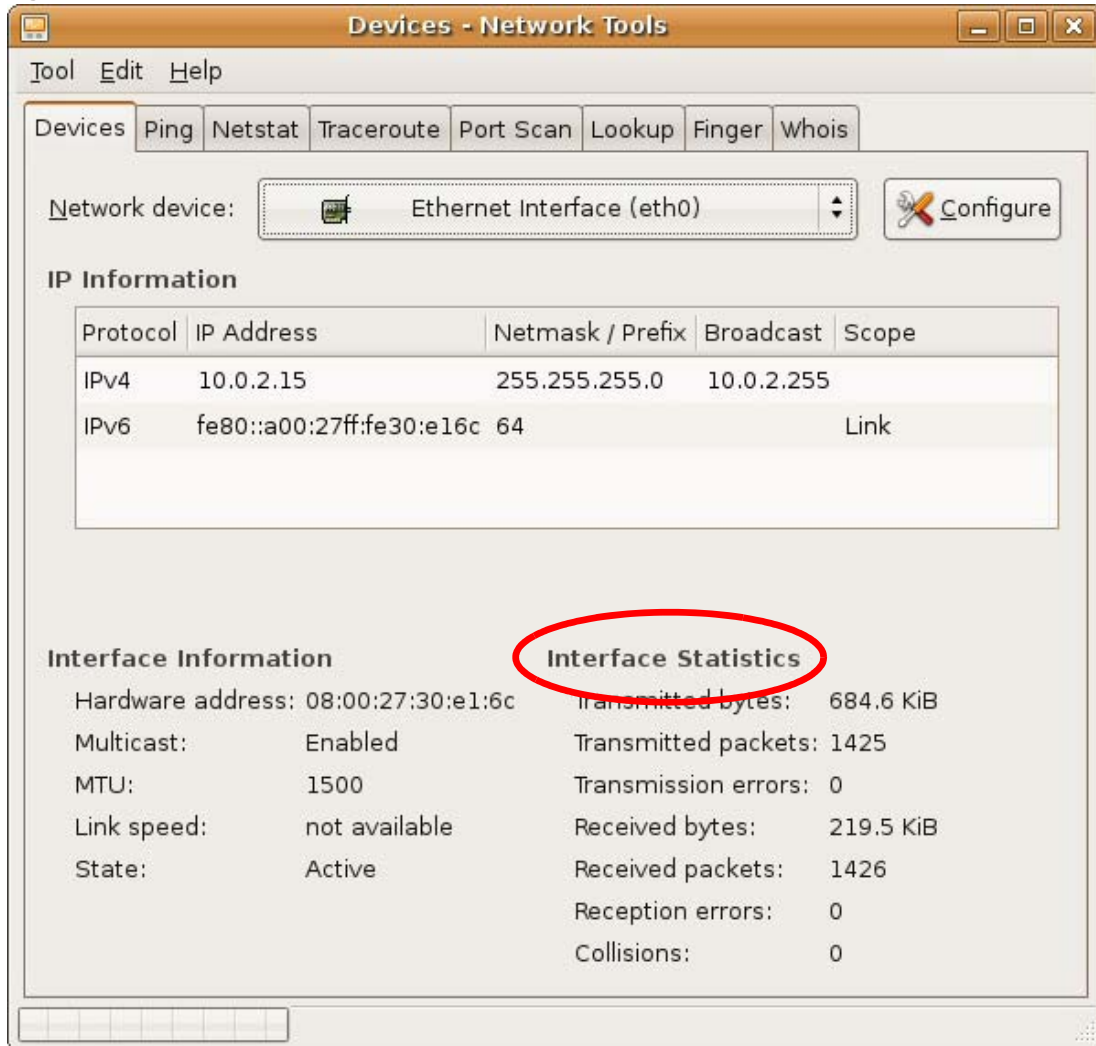 Devices - Network Tools
Tool Edit Help
Devices Ping Netstat Traceroute Port Scan Lookup Finger Whois
Network device: Ethernet Interface (eth0) Configure
IP Information
Protocol IP Address Netmask / Prefix Broadcast Scope
IPv4 10.0.2.15 255.255.255.0 10.0.2.255
IPv6 fe80::a00:27ff:fe30:e16c 64 Link
Interface Information
Hardware address: 08:00:27:30:e1:6c
Multicast: Enabled
MTU: 1500
Link speed: not available
State: Active
Interface Statistics
Transmitted bytes: 684.6 KiB
Transmitted packets: 1425
Transmission errors: 0
Received bytes: 219.5 KiB
Received packets: 1426
Reception errors: 0
Collisions: 0